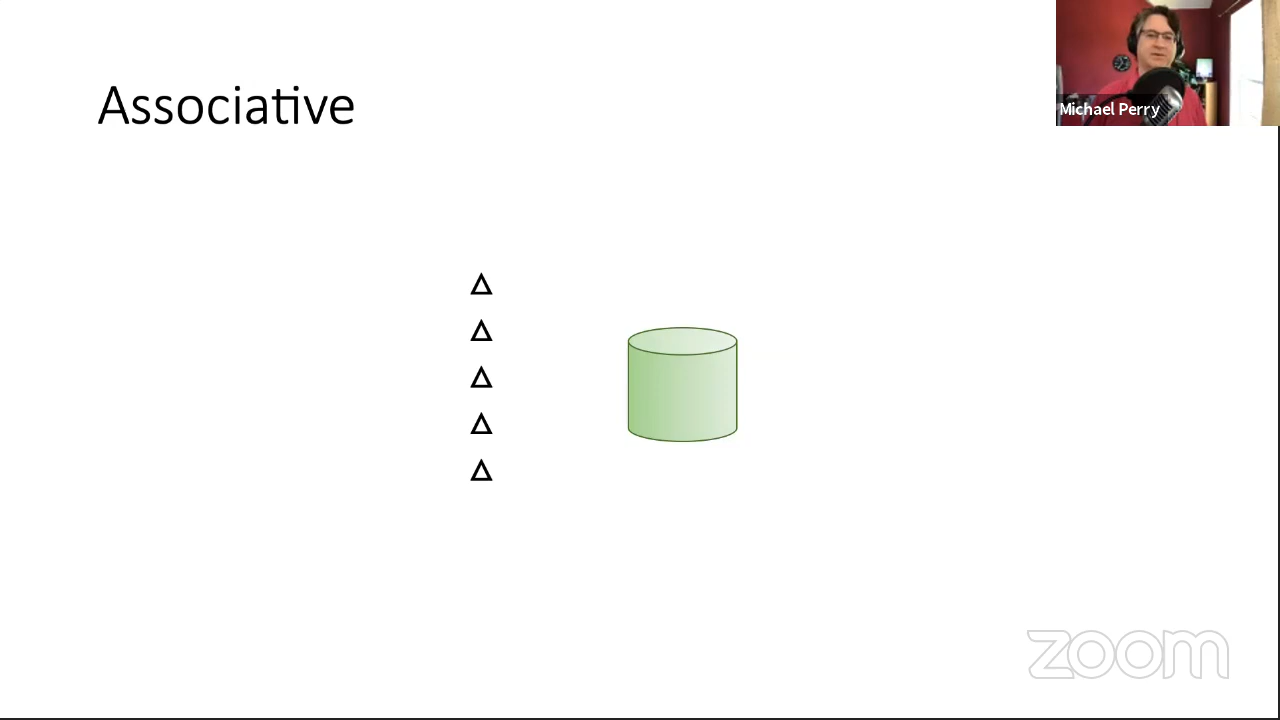 Associative
Michael Perry
Δ
Δ
Δ
Δ
Δ
zoom